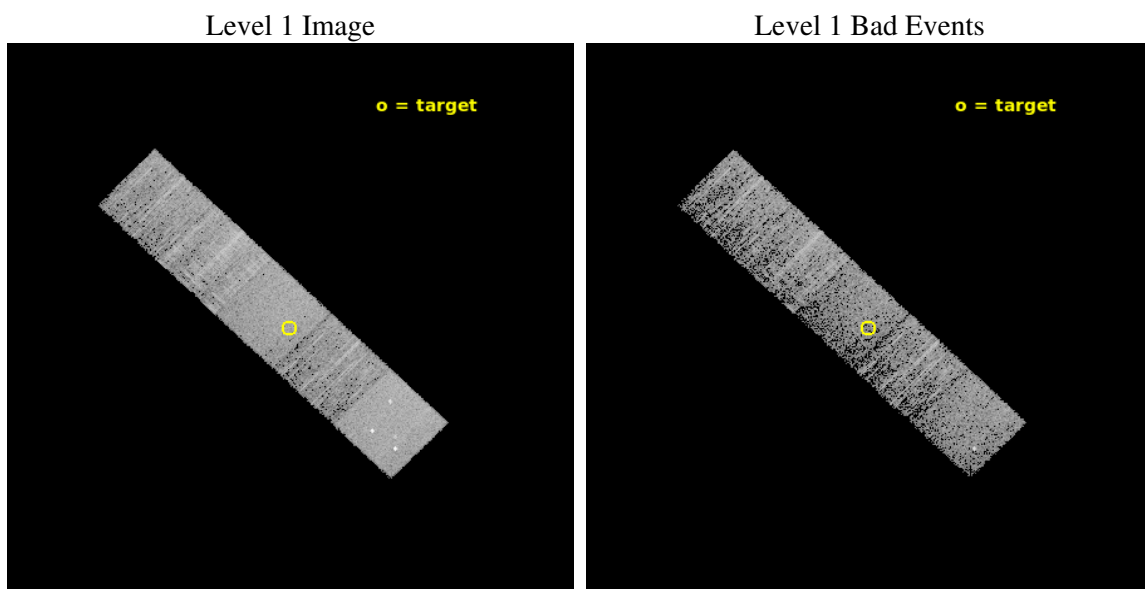 Level 1 Image
Level 1 Bad Events
o = target
o = target